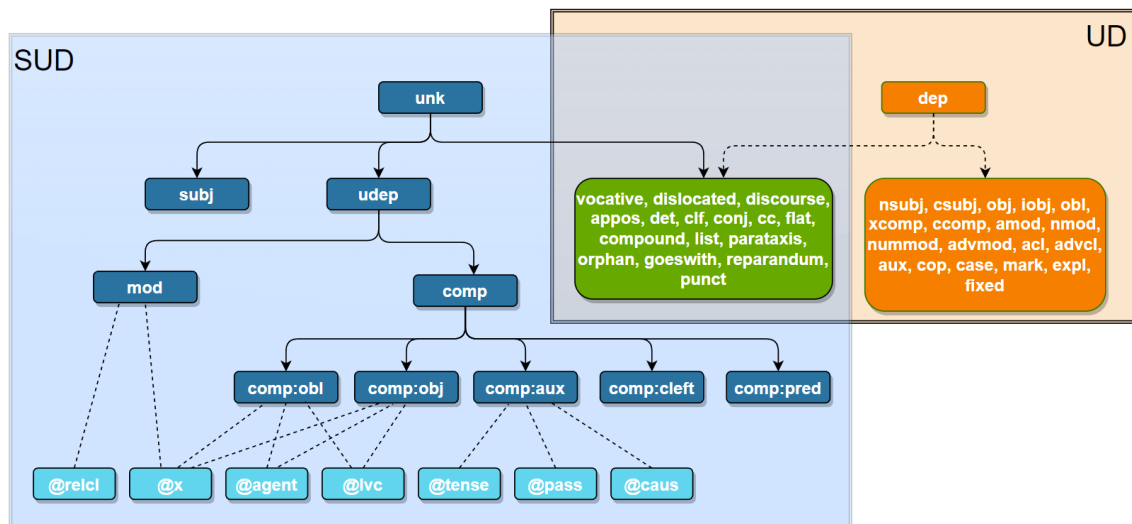 UD
SUD
unk
dep
subj
udep
vocative, dislocated, discourse,
appos, det, clf, conj, cc, flat,
compound, list, parataxis,
orphan, goeswith, reparandum,
punct
nsubj, csubj, obj, iobj, obl,
xcomp, ccomp, amod, nmod,
nummod, advmod, acl, advcl,
aux, cop, case, mark, expl,
fixed
mod
comp
comp:obl
comp:obj
comp:aux
comp:cleft
comp:pred
@relcl
@x
@agent
@lvc
@tense
@pass
@caus